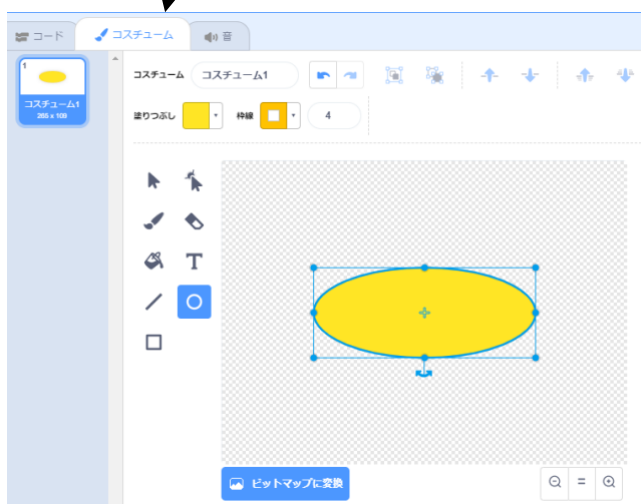 コード コスチューム 音
1
コスチューム1
265 x 109
コスチューム コスチューム1
塗りつぶし 枠線 4
T
ビットマップに変換